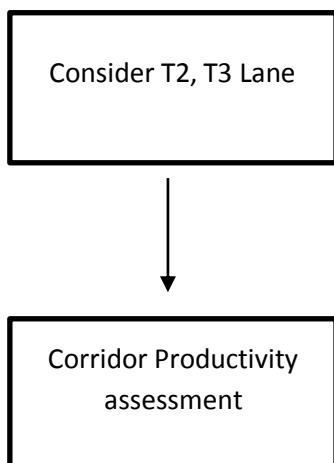 Consider T2, T3 Lane
Corridor Productivity
assessment